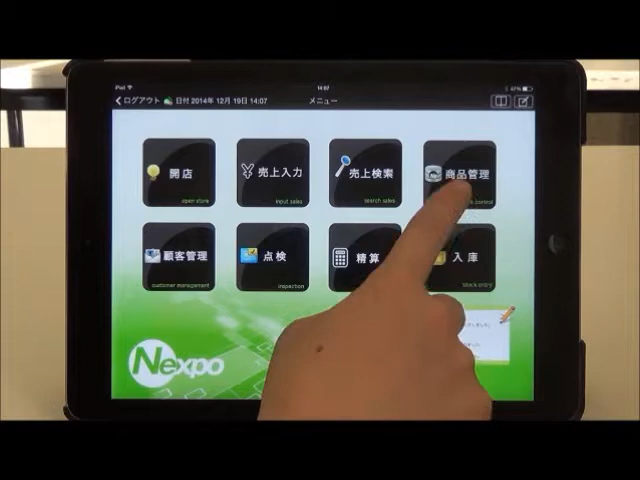 iPad 14:07 47%
ログアウト 日付 2014年 12月 19日 14:07 メニュー
開店 売上入力 売上検索 商品管理
open store input sales search sales control
顧客管理 点検 精算 入庫
customer management inspection stock entry
Nexpo